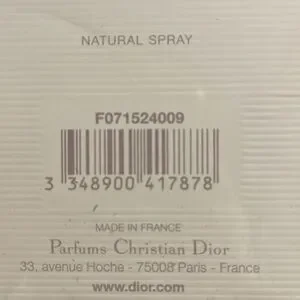 NATURAL SPRAY
F071524009
3 348900 417878
MADE IN FRANCE
Parfums Christian Dior
33, avenue Hoche - 75008 Paris - France
www.dior.com